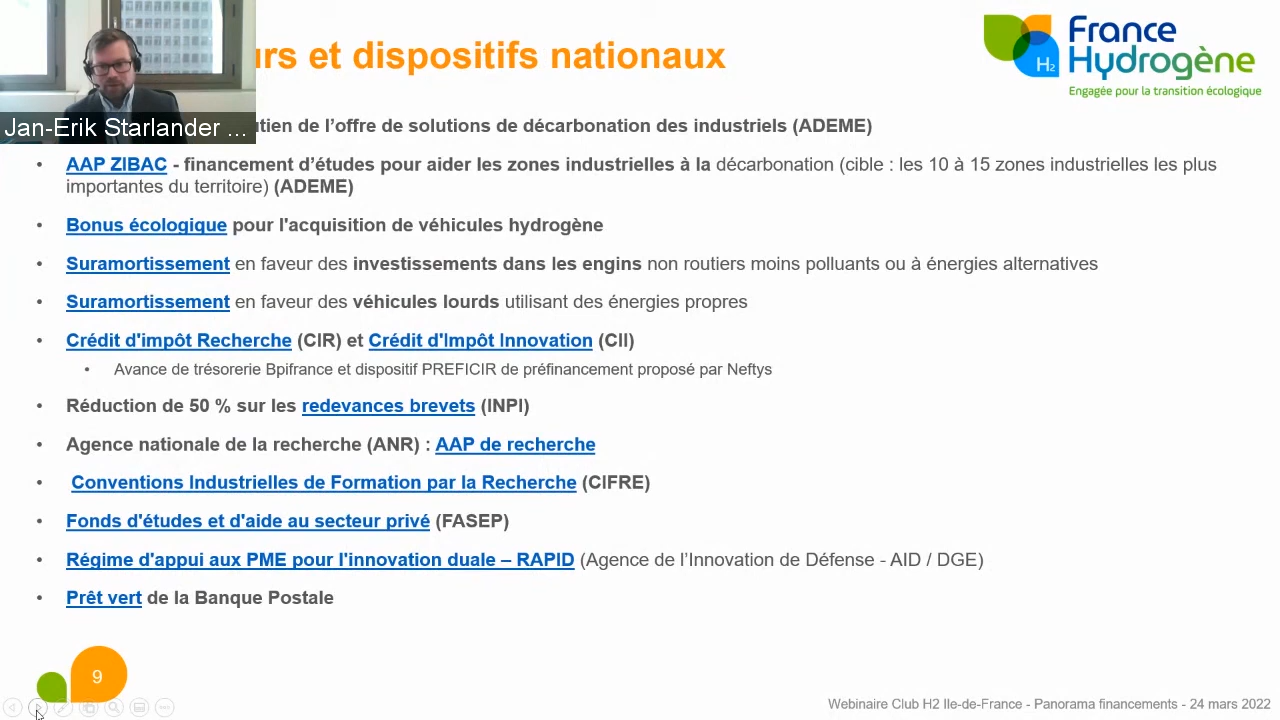 urs et dispositifs nationaux
France
Hydrogène
H2
Engagée pour la transition écologique
Jan-Erik Starlander ...
utien de l'offre de solutions de décarbonation des industriels (ADEME)
• AAP ZIBAC - financement d'études pour aider les zones industrielles à la décarbonation (cible : les 10 à 15 zones industrielles les plus
importantes du territoire) (ADEME)
• Bonus écologique pour l'acquisition de véhicules hydrogène
• Suramortissement en faveur des investissements dans les engins non routiers moins polluants ou à énergies alternatives
• Suramortissement en faveur des véhicules lourds utilisant des énergies propres
• Crédit d'impôt Recherche (CIR) et Crédit d'Impôt Innovation (CII)
• Avance de trésorerie Bpifrance et dispositif PREFICIR de préfinancement proposé par Neftys
• Réduction de 50 % sur les redevances brevets (INPI)
• Agence nationale de la recherche (ANR) : AAP de recherche
• Conventions Industrielles de Formation par la Recherche (CIFRE)
• Fonds d'études et d'aide au secteur privé (FASEP)
• Régime d'appui aux PME pour l'innovation duale – RAPID (Agence de l'Innovation de Défense - AID / DGE)
• Prêt vert de la Banque Postale
9
Webinaire Club H2 Ile-de-France - Panorama financements - 24 mars 2022